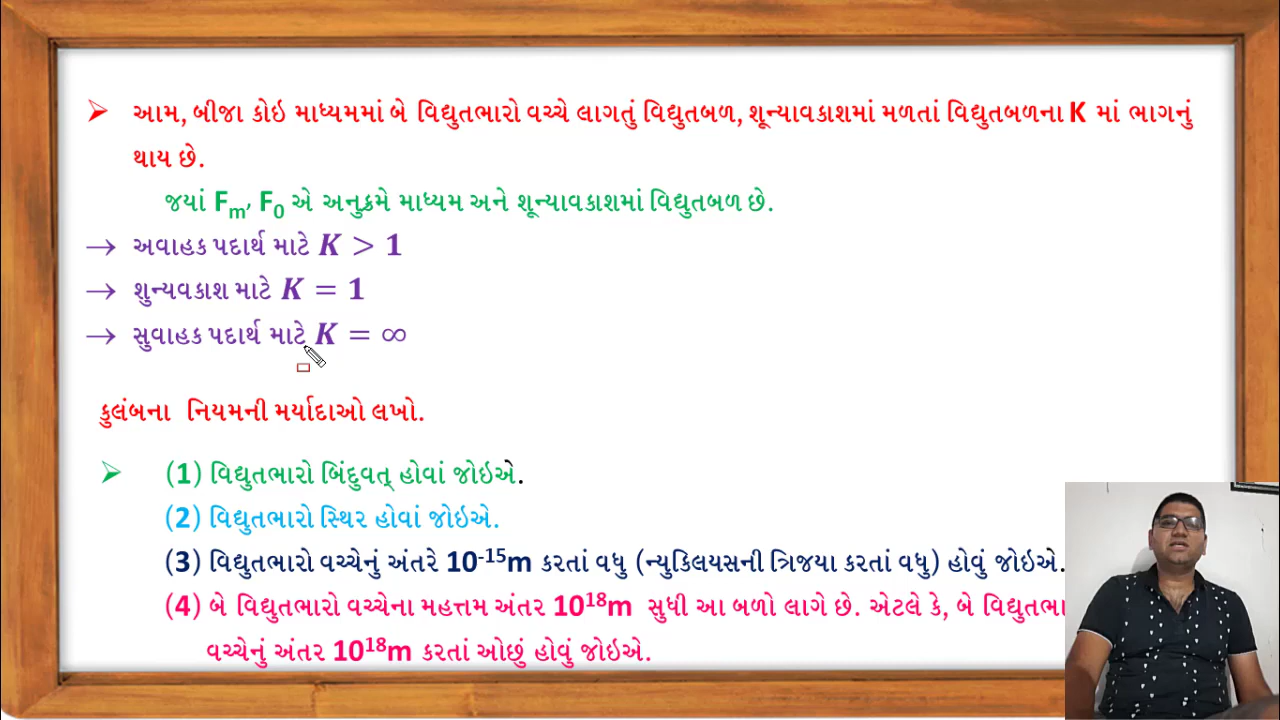 આમ, બીજા કોઇ માધ્યમમાં બે વિદ્યુતભારો વચ્ચે લાગતું વિદ્યુતબળ, શૂન્યાવકાશમાં મળતાં વિદ્યુતબળના K માં ભાગનું
થાય છે.
જયાં Fm, F0 એ અનુક્રમે માધ્યમ અને શૂન્યાવકાશમાં વિદ્યુતબળ છે.
→ અવાહક પદાર્થ માટે K > 1
→ શુન્યવકાશ માટે K = 1
→ સુવાહક પદાર્થ માટે K = ∞
કુલંબના નિયમની મર્યાદાઓ લખો.
(1) વિદ્યુતભારો બિંદુવત્ હોવાં જોઇએ.
(2) વિદ્યુતભારો સ્થિર હોવાં જોઇએ.
(3) વિદ્યુતભારો વચ્ચેનું અંતરે 10⁻¹⁵m કરતાં વધુ (ન્યુકિલયસની ત્રિજયા કરતાં વધુ) હોવું જોઇએ.
(4) બે વિદ્યુતભારો વચ્ચેના મહત્તમ અંતર 10¹⁸m સુધી આ બળો લાગે છે. એટલે કે, બે
વચ્ચેનું અંતર 10¹⁸m કરતાં ઓછું હોવું જોઇએ.